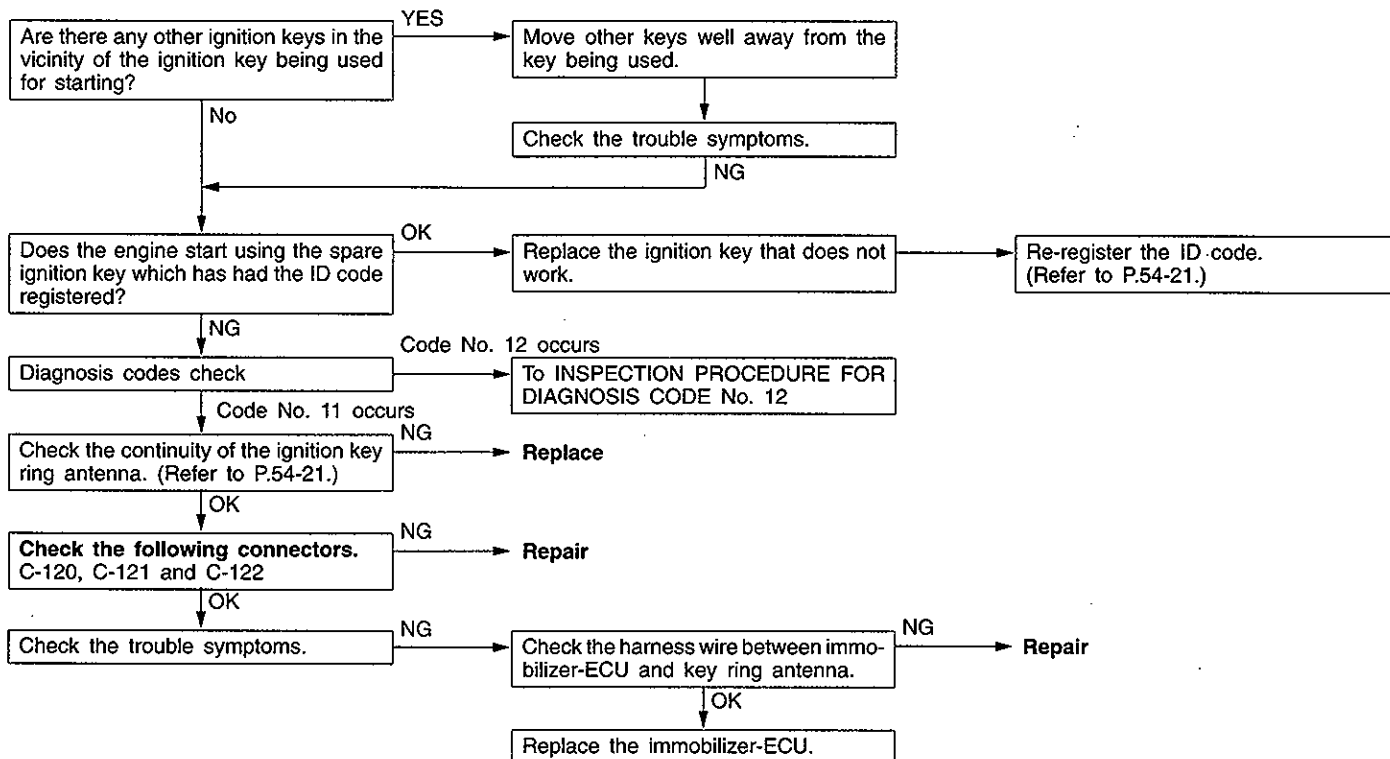 YES
Are there any other ignition keys in the
vicinity of the ignition key being used
for starting?
Move other keys well away from the
key being used.
No
Check the trouble symptoms.
NG
Does the engine start using the spare
ignition key which has had the ID code
registered?
OK
Replace the ignition key that does not
work.
Re-register the ID code.
(Refer to P.54-21.)
NG
Diagnosis codes check
Code No. 12 occurs
To INSPECTION PROCEDURE FOR
DIAGNOSIS CODE No. 12
Code No. 11 occurs
Check the continuity of the ignition key
ring antenna. (Refer to P.54-21.)
NG
Replace
OK
Check the following connectors.
C-120, C-121 and C-122
NG
Repair
OK
Check the trouble symptoms.
NG
Check the harness wire between immo-
bilizer-ECU and key ring antenna.
NG
Repair
OK
Replace the immobilizer-ECU.